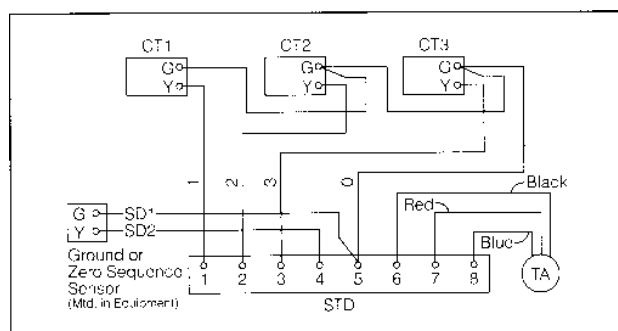 CT1 CT2 CT3
G G G
Y Y Y
1 2 3 0
Black
Red
G SD1
Y SD2
Blue
Ground or
Zero Sequence
Sensor
(Mtd. in Equipment)
1 2 3 4 5 6 7 8
TA
STD